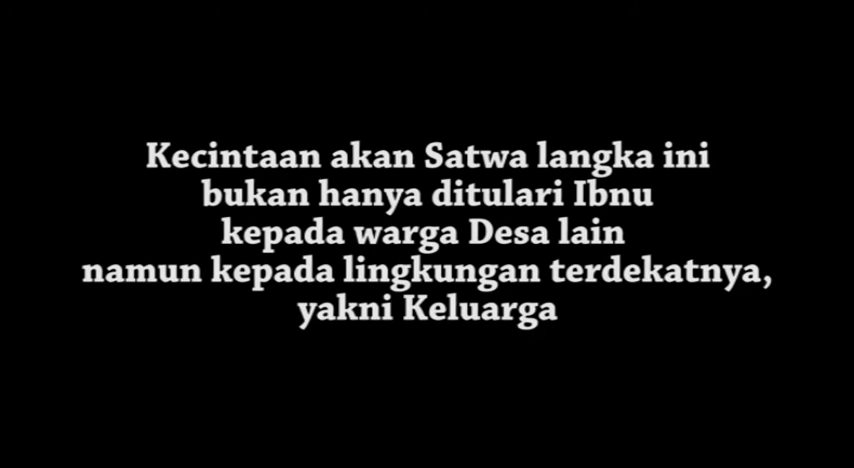 Kecintaan akan Satwa langka ini
bukan hanya ditulari Ibnu
kepada warga Desa lain
namun kepada lingkungan terdekatnya,
yakni Keluarga